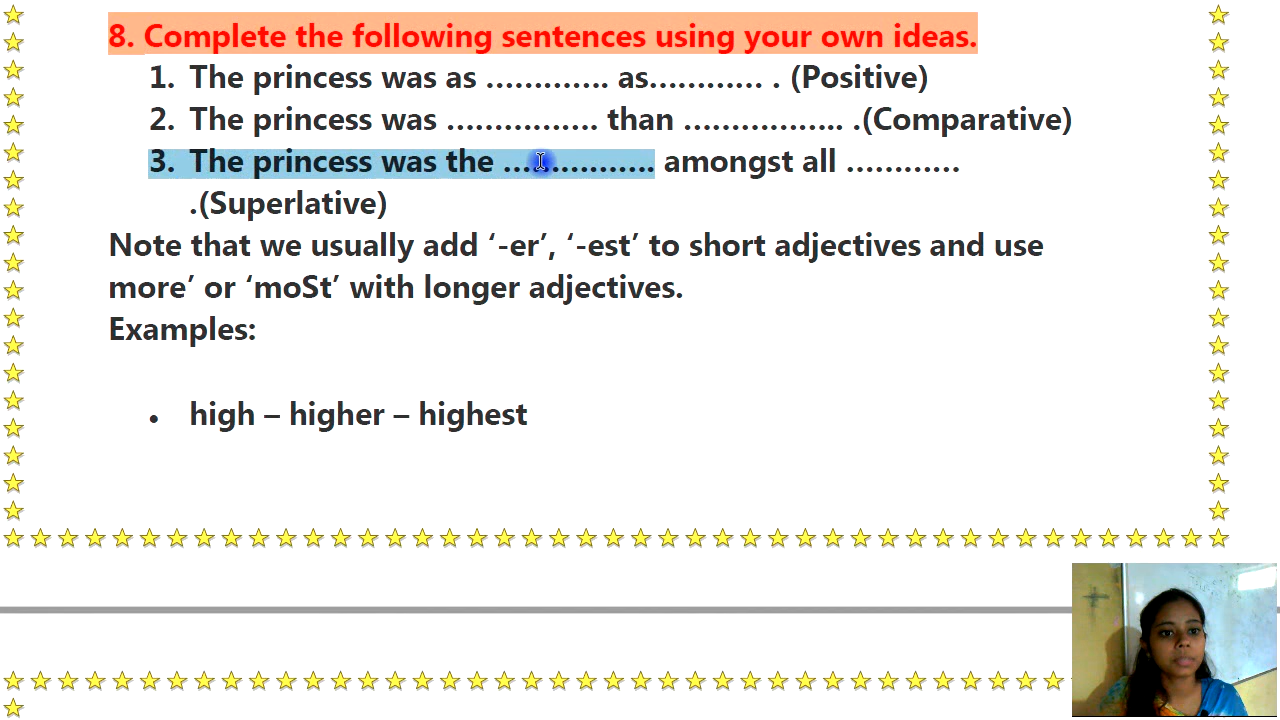 8. Complete the following sentences using your own ideas.
1. The princess was as …………. as………… . (Positive)
2. The princess was ……………. than …………….. .(Comparative)
3. The princess was the ……………. amongst all …………
.(Superlative)
Note that we usually add ‘-er’, ‘-est’ to short adjectives and use
more’ or ‘moSt’ with longer adjectives.
Examples:
• high – higher – highest